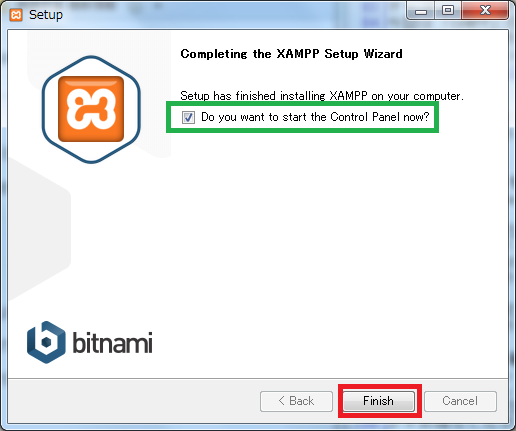 Setup
Completing the XAMPP Setup Wizard
Setup has finished installing XAMPP on your computer.
Do you want to start the Control Panel now?
bitnami
< Back
Finish
Cancel